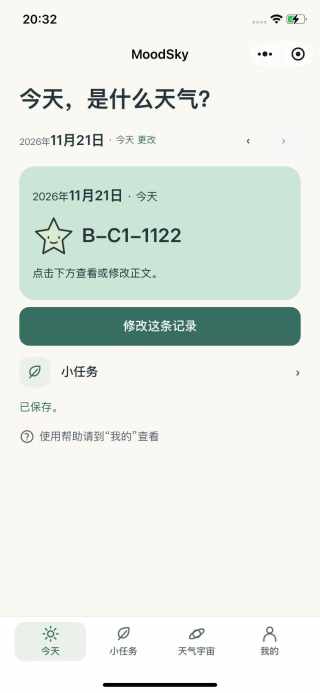 20:32
MoodSky
今天，是什么天气?
2026年11月21日 · 今天 更改
2026年11月21日 · 今天
B-C1-1122
点击下方查看或修改正文。
修改这条记录
小任务
已保存。
使用帮助请到“我的”查看
今天 小任务 天气宇宙 我的